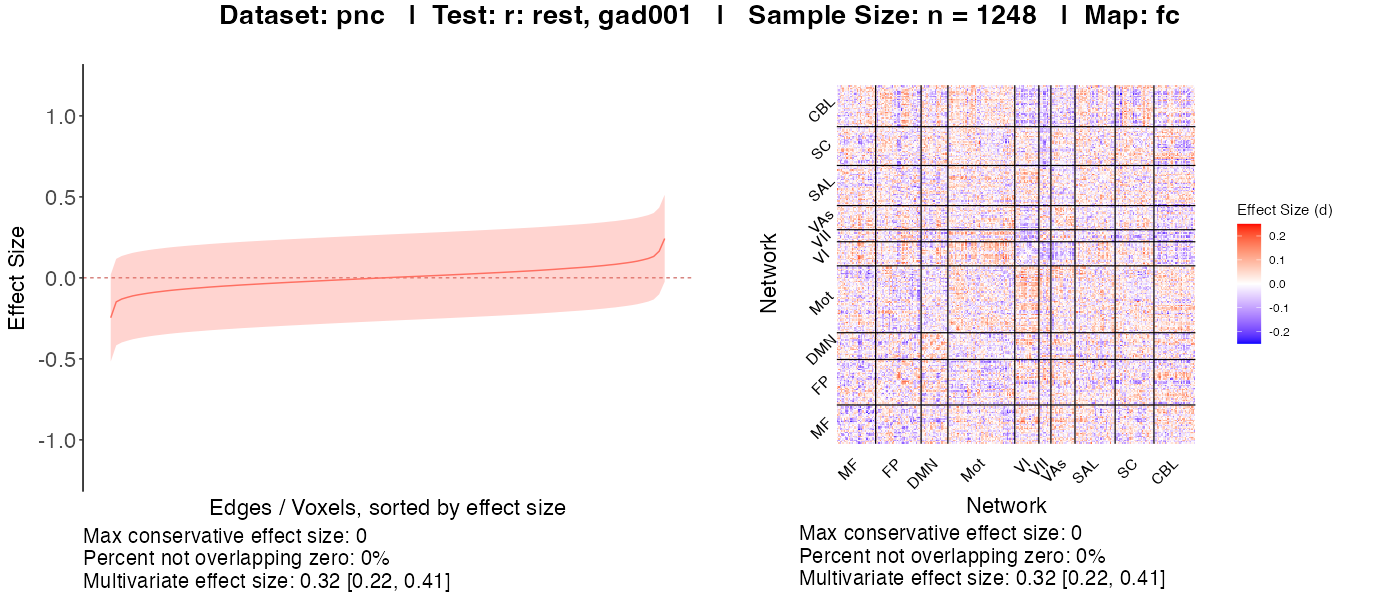 Dataset: pnc | Test: r: rest, gad001 | Sample Size: n = 1248 | Map: fc
Effect Size
1.0
0.5
0.0
-0.5
-1.0
Edges / Voxels, sorted by effect size
Max conservative effect size: 0
Percent not overlapping zero: 0%
Multivariate effect size: 0.32 [0.22, 0.41]
Network
CBL
SC
SAL
VAs
VII
VI
Mot
DMN
FP
MF
MF
FP
DMN
Mot
VI
VII
VAs
SAL
SC
CBL
Network
Max conservative effect size: 0
Percent not overlapping zero: 0%
Multivariate effect size: 0.32 [0.22, 0.41]
Effect Size (d)
0.2
0.1
0.0
-0.1
-0.2